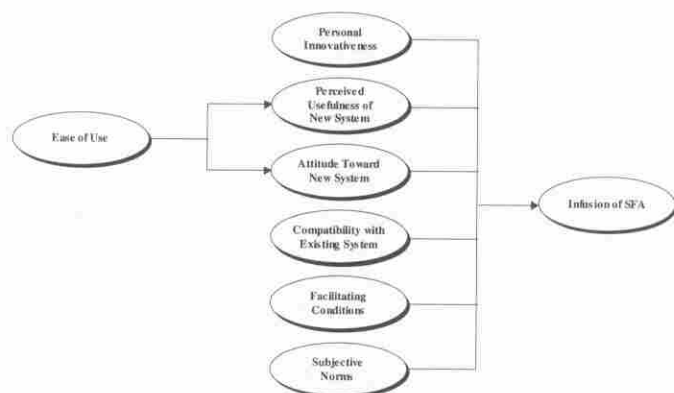 Personal
Innovativeness
Perceived
Usefulness of
New System
Ease of Use
Attitude Toward
New System
Infusion of SFA
Compatibility with
Existing System
Facilitating
Conditions
Subjective
Norms